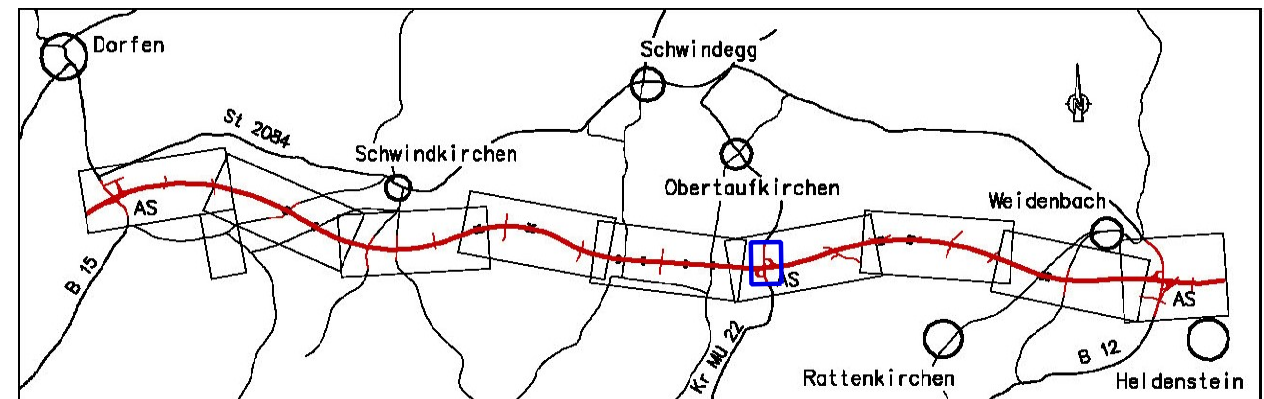 Dorfen
Schwindegg
N
St 2084
Schwindkirchen
Obertaufkirchen
Weidenbach
AS
B 15
AS
AS
Kr MÜ 22
B 12
Rattenkirchen
Heldenstein